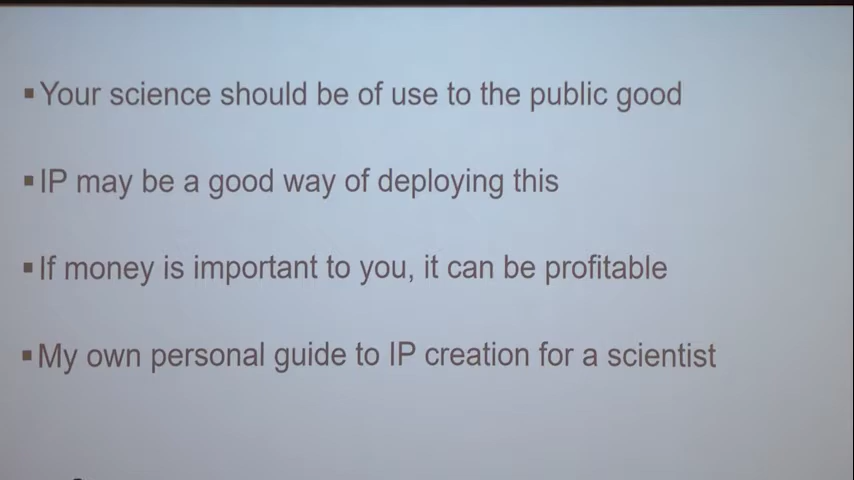 ▪Your science should be of use to the public good
▪IP may be a good way of deploying this
▪If money is important to you, it can be profitable
▪My own personal guide to IP creation for a scientist